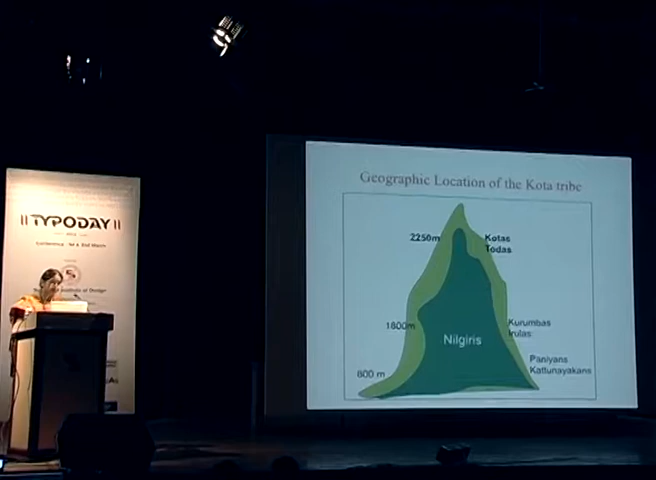 TYPODAY
Geographic Location of the Kota tribe
2250m
Kotas
Todas
1800m
Kurumbas
Irulas
Nilgiris
Paniyans
Kattunayakans
800 m